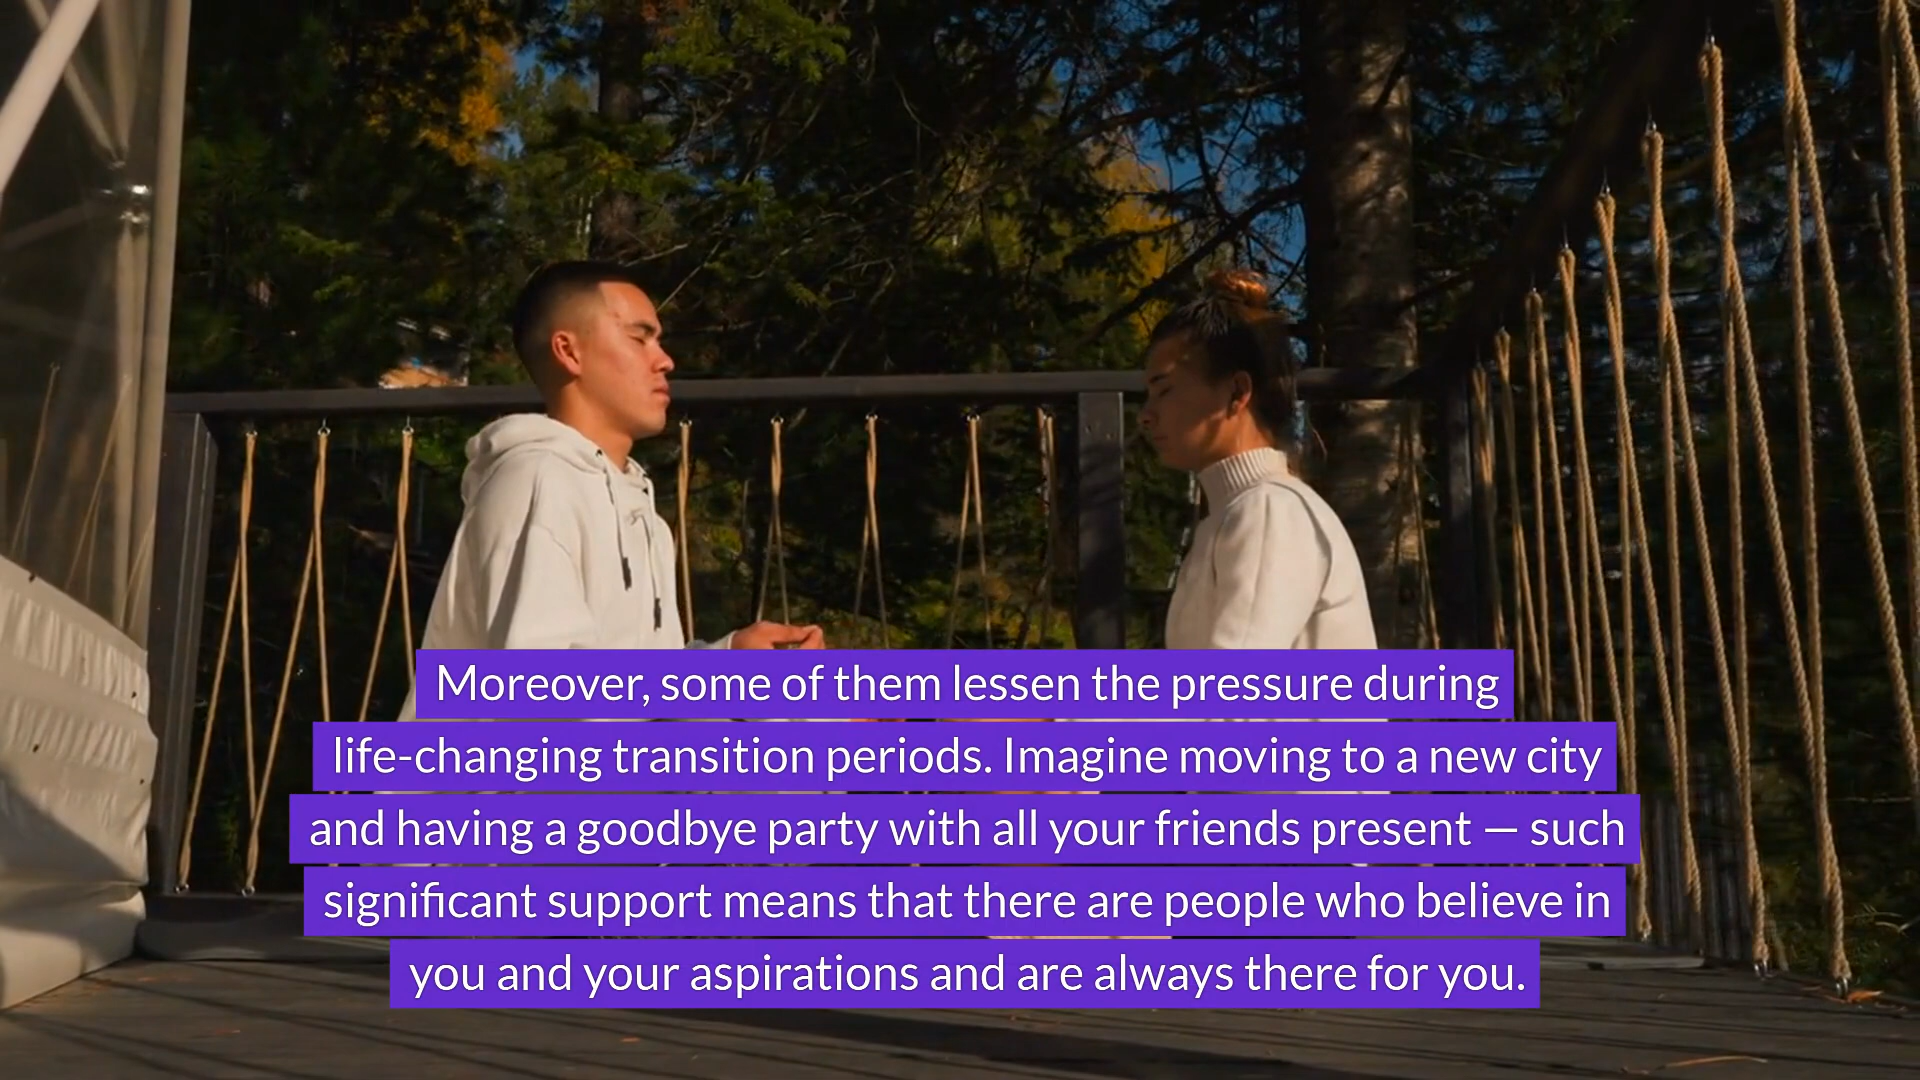 Moreover, some of them lessen the pressure during
life-changing transition periods. Imagine moving to a new city
and having a goodbye party with all your friends present — such
significant support means that there are people who believe in
you and your aspirations and are always there for you.